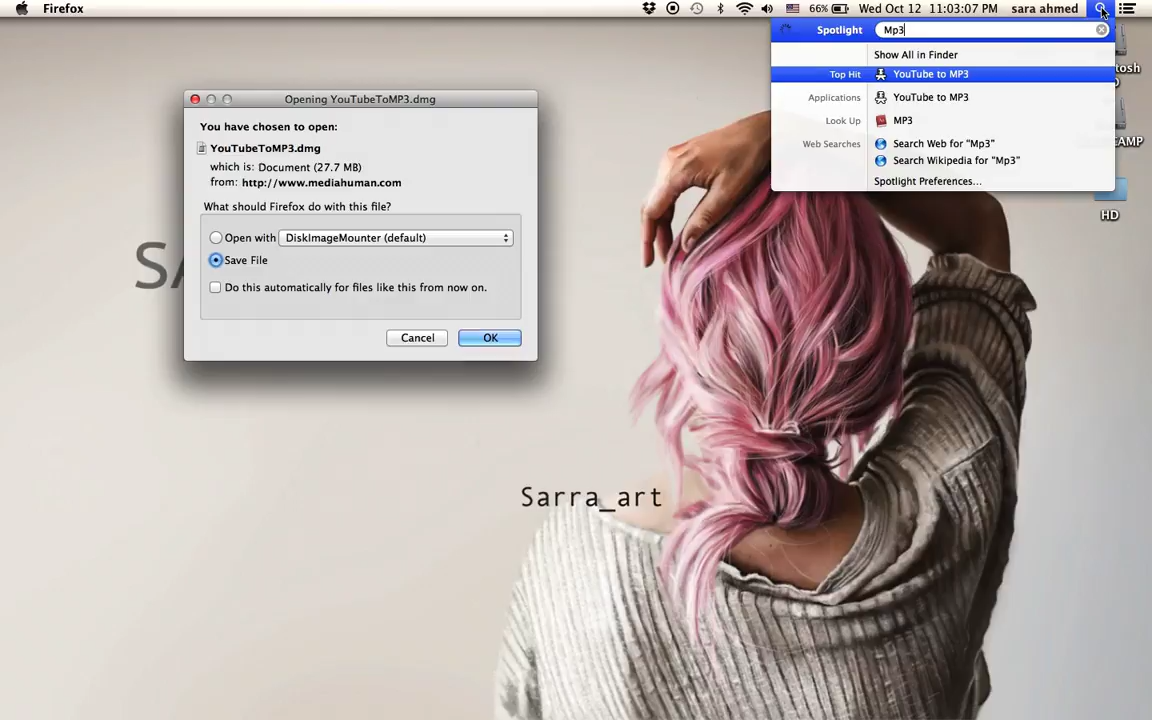 Firefox
66%
Wed Oct 12 11:03:07 PM
sara ahmed
Spotlight
Mp3
Show All in Finder
Top Hit YouTube to MP3
Applications YouTube to MP3
Look Up MP3
Web Searches Search Web for "Mp3"
Search Wikipedia for "Mp3"
Spotlight Preferences...
HD
Opening YouTubeToMP3.dmg
You have chosen to open:
YouTubeToMP3.dmg
which is: Document (27.7 MB)
from: http://www.mediahuman.com
What should Firefox do with this file?
Open with DiskImageMounter (default)
Save File
Do this automatically for files like this from now on.
Cancel
OK
Sarra_art